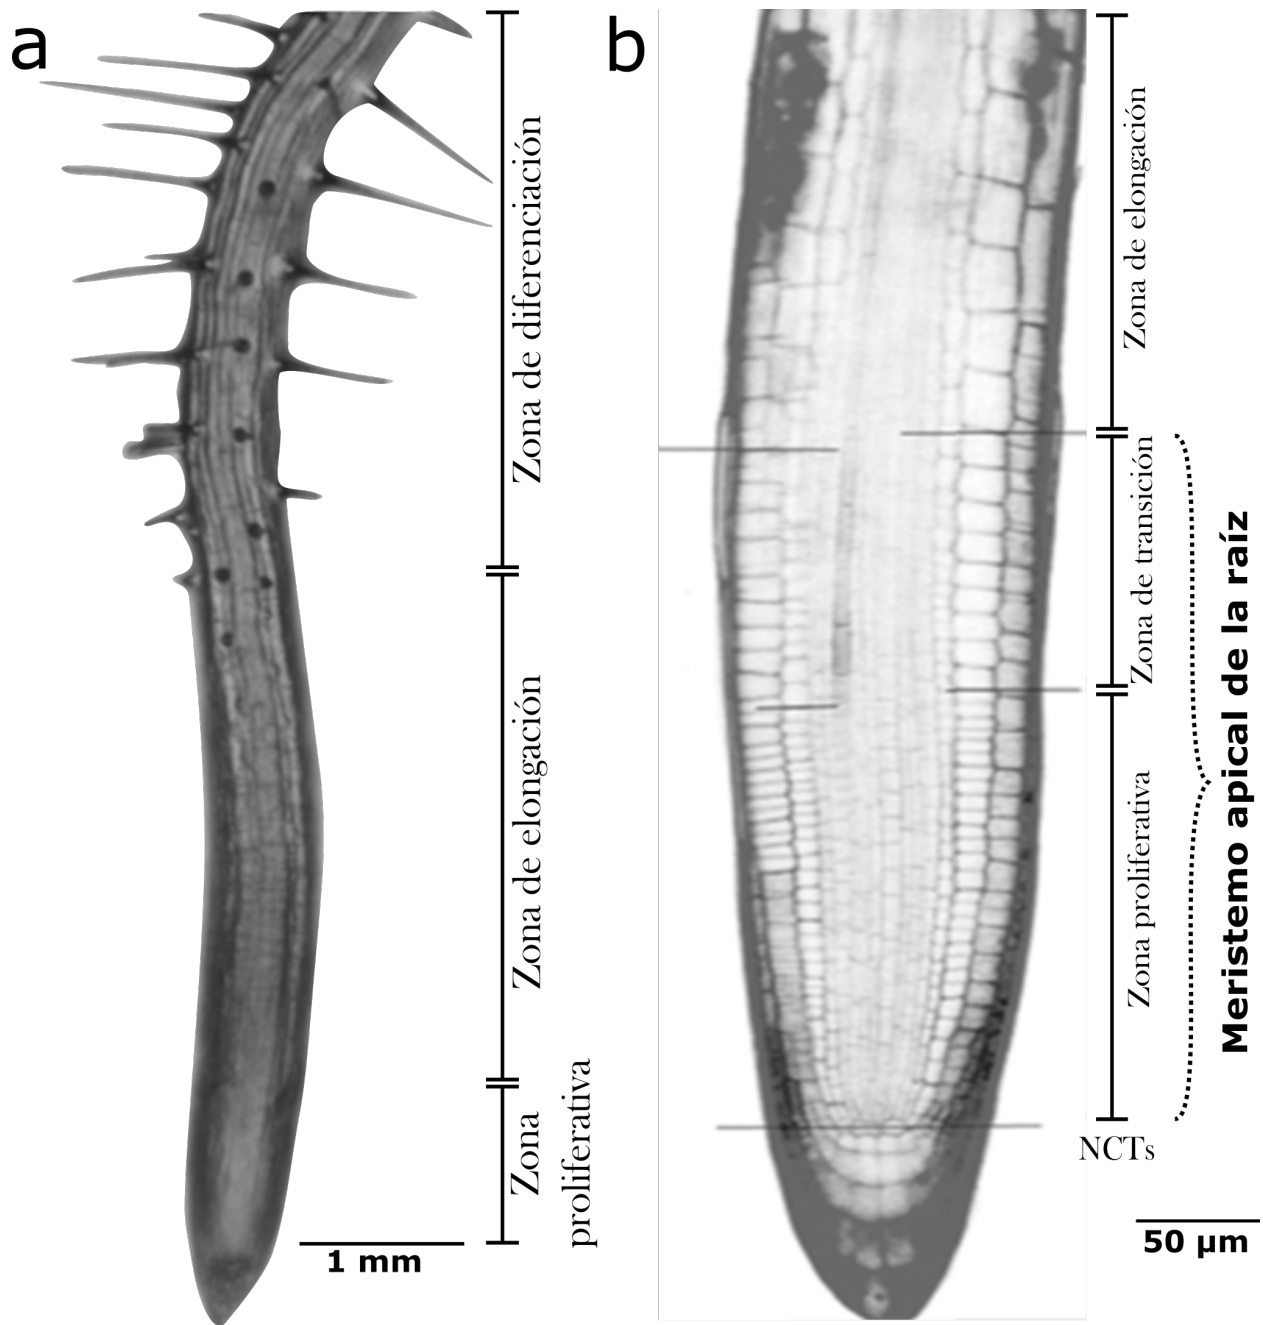 a
Zona de diferenciación
Zona de elongación
Zona
proliferativa
1 mm
b
Zona de elongación
Zona de transición
Zona proliferativa
Meristemo apical de la raíz
NCTs
50 µm